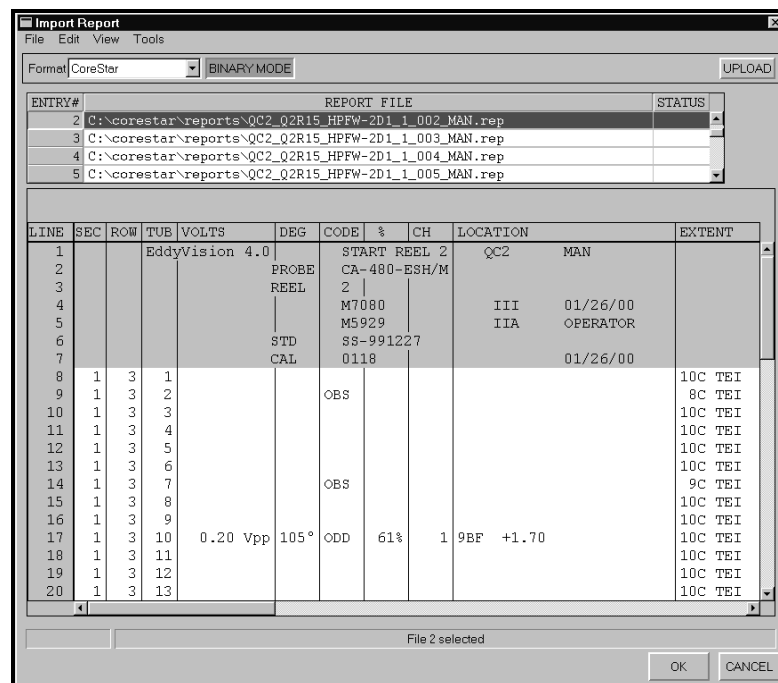 Import Report
File Edit View Tools
Format CoreStar BINARY MODE UPLOAD
ENTRY# REPORT FILE STATUS
2 C:\corestar\reports\QC2_Q2R15_HPFW-2D1_1_002_MAN.rep
3 C:\corestar\reports\QC2_Q2R15_HPFW-2D1_1_003_MAN.rep
4 C:\corestar\reports\QC2_Q2R15_HPFW-2D1_1_004_MAN.rep
5 C:\corestar\reports\QC2_Q2R15_HPFW-2D1_1_005_MAN.rep
LINE SEC ROW TUB VOLTS DEG CODE % CH LOCATION EXTENT
1 EddyVision 4.0 START REEL 2 QC2 MAN
2 PROBE CA-480-ESH/M
3 REEL 2
4 M7080 III 01/26/00
5 M5929 IIA OPERATOR
6 STD SS-991227
7 CAL 0118 01/26/00
8 1 3 1 10C TEI
9 1 3 2 OBS 8C TEI
10 1 3 3 10C TEI
11 1 3 4 10C TEI
12 1 3 5 10C TEI
13 1 3 6 10C TEI
14 1 3 7 OBS 9C TEI
15 1 3 8 10C TEI
16 1 3 9 10C TEI
17 1 3 10 0.20 Vpp 105° ODD 61% 1 9BF +1.70 10C TEI
18 1 3 11 10C TEI
19 1 3 12 10C TEI
20 1 3 13 10C TEI
File 2 selected
OK CANCEL